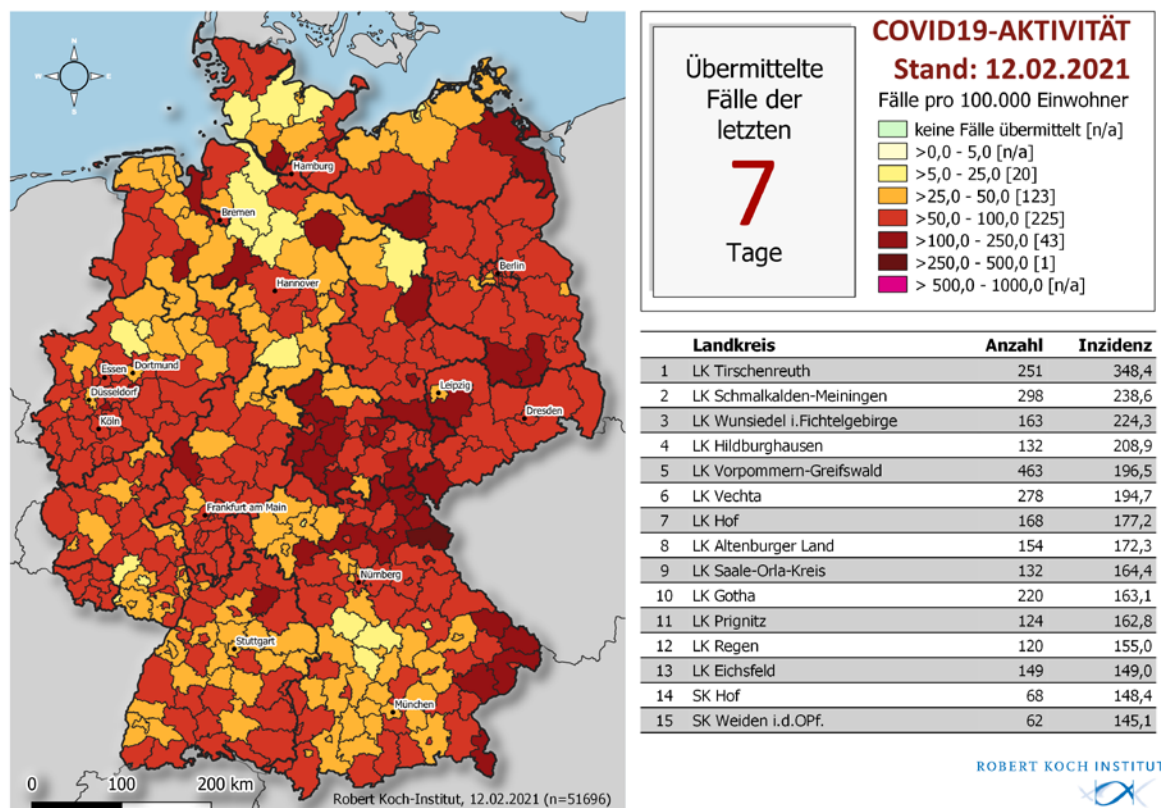 N
W
E
S
Hamburg
Bremen
Berlin
Hannover
Essen
Dortmund
Düsseldorf
Leipzig
Köln
Dresden
Frankfurt am Main
Nürnberg
Stuttgart
München
0 100 200 km
Robert Koch-Institut, 12.02.2021 (n=51696)
Übermittelte
Fälle der
letzten
7
Tage
COVID19-AKTIVITÄT
Stand: 12.02.2021
Fälle pro 100.000 Einwohner
keine Fälle übermittelt [n/a]
>0,0 - 5,0 [n/a]
>5,0 - 25,0 [20]
>25,0 - 50,0 [123]
>50,0 - 100,0 [225]
>100,0 - 250,0 [43]
>250,0 - 500,0 [1]
> 500,0 - 1000,0 [n/a]
Landkreis Anzahl Inzidenz
1 LK Tirschenreuth 251 348,4
2 LK Schmalkalden-Meiningen 298 238,6
3 LK Wunsiedel i.Fichtelgebirge 163 224,3
4 LK Hildburghausen 132 208,9
5 LK Vorpommern-Greifswald 463 196,5
6 LK Vechta 278 194,7
7 LK Hof 168 177,2
8 LK Altenburger Land 154 172,3
9 LK Saale-Orla-Kreis 132 164,4
10 LK Gotha 220 163,1
11 LK Prignitz 124 162,8
12 LK Regen 120 155,0
13 LK Eichsfeld 149 149,0
14 SK Hof 68 148,4
15 SK Weiden i.d.OPf. 62 145,1
ROBERT KOCH INSTITUT